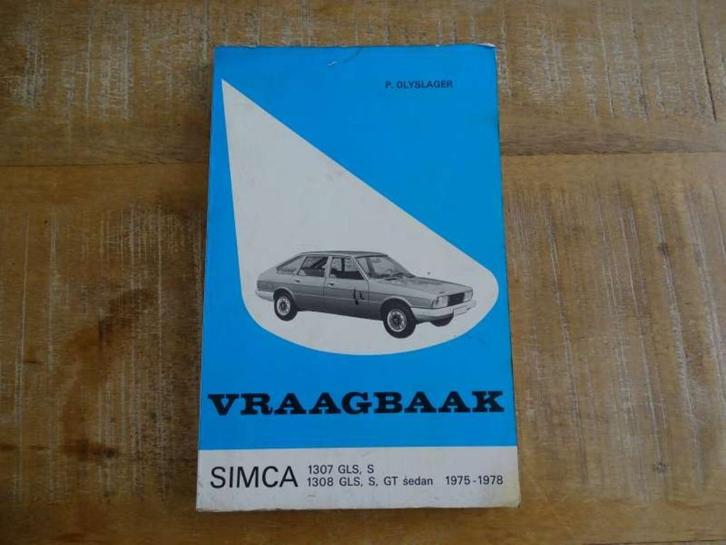 P. OLYSLAGER
VRAAGBAAK
SIMCA
1307 GLS, S
1308 GLS, S, GT sedan 1975-1978